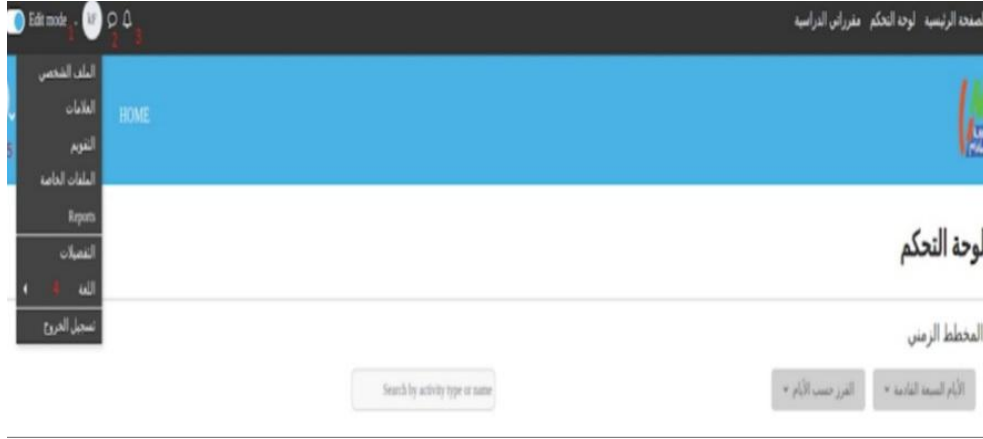 الصفحة الرئيسية لوحة التحكم مقرراتي الدراسية
3 2 1 Edit mode
HOME
الملف الشخصي
العلامات
التقويم
5
الملفات الخاصة
Reports
التفضيلات
اللغة 4
تسجيل الخروج
لوحة التحكم
المخطط الزمني
الأيام السبعة القادمة
الفرز حسب الأيام
Search by activity type or name